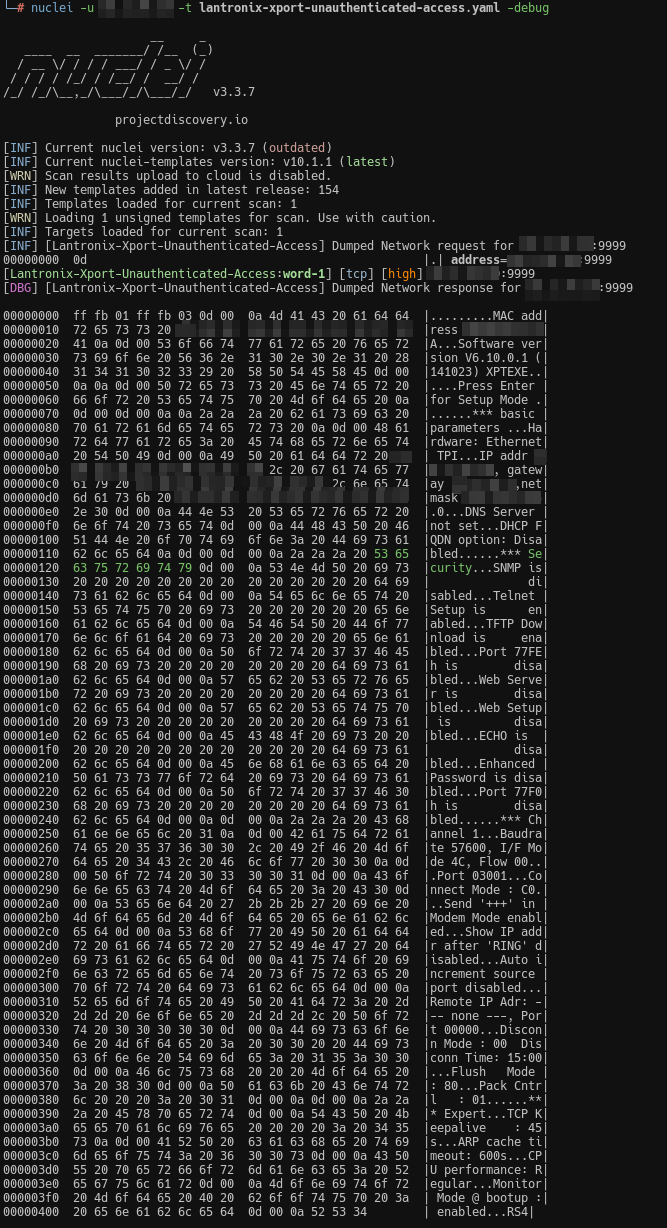 └─# nuclei -u -t lantronix-xport-unauthenticated-access.yaml -debug
                     __     _
   ____  __  _______/ /__  (_)
  / __ \/ / / / ___/ / _ \/ /
 / / / / /_/ / /__/ /  __/ /
/_/ /_/\__,_/\___/_/\___/_/   v3.3.7
projectdiscovery.io
[INF] Current nuclei version: v3.3.7 (outdated)
[INF] Current nuclei-templates version: v10.1.1 (latest)
[WRN] Scan results upload to cloud is disabled.
[INF] New templates added in latest release: 154
[INF] Templates loaded for current scan: 1
[WRN] Loading 1 unsigned templates for scan. Use with caution.
[INF] Targets loaded for current scan: 1
[INF] [Lantronix-Xport-Unauthenticated-Access] Dumped Network request for :9999
00000000  0d                                                |.| address= :9999
[Lantronix-Xport-Unauthenticated-Access:word-1] [tcp] [high] :9999
[DBG] [Lantronix-Xport-Unauthenticated-Access] Dumped Network response for :9999
00000000  ff fb 01 ff fb 03 0d 00  0a 4d 41 43 20 61 64 64  |.........MAC add|
00000010  72 65 73 73 20  |ress |
00000020  41 0a 0d 00 53 6f 66 74  77 61 72 65 20 76 65 72  |A...Software ver|
00000030  73 69 6f 6e 20 56 36 2e  31 30 2e 30 2e 31 20 28  |sion V6.10.0.1 (|
00000040  31 34 31 30 32 33 29 20  58 50 54 45 58 45 0d 00  |141023) XPTEXE..|
00000050  0a 0a 0d 00 50 72 65 73  73 20 45 6e 74 65 72 20  |....Press Enter |
00000060  66 6f 72 20 53 65 74 75  70 20 4d 6f 64 65 0a 00  |for Setup Mode .|
00000070  0d 00 0d 00 0a 0a 2a 2a  2a 20 62 61 73 69 63 20  |......*** basic |
00000080  70 61 72 61 6d 65 74 65  72 73 20 0a 0d 00 48 61  |parameters ...Ha|
00000090  72 64 77 61 72 65 3a 20  45 74 68 65 72 6e 65 74  |rdware: Ethernet|
000000a0  20 54 50 49 0d 00 0a 49  50 20 61 64 64 72 20  | TPI...IP addr |
000000b0  2c 20 67 61 74 65 77  |, gatew|
000000c0  61 79 20 2c 6e 65 74  |ay ,net|
000000d0  6d 61 73 6b 20  |mask |
000000e0  2e 30 0d 00 0a 44 4e 53  20 53 65 72 76 65 72 20  |.0...DNS Server |
000000f0  6e 6f 74 20 73 65 74 0d  00 0a 44 48 43 50 20 46  |not set...DHCP F|
00000100  51 44 4e 20 6f 70 74 69  6f 6e 3a 20 44 69 73 61  |QDN option: Disa|
00000110  62 6c 65 64 0a 0d 00 0d  00 0a 2a 2a 2a 20 53 65  |bled......*** Se|
00000120  63 75 72 69 74 79 0d 00  0a 53 4e 4d 50 20 69 73  |curity...SNMP is|
00000130  20 20 20 20 20 20 20 20  20 20 20 20 20 20 64 69  |              di|
00000140  73 61 62 6c 65 64 0d 00  0a 54 65 6c 6e 65 74 20  |sabled...Telnet |
00000150  53 65 74 75 70 20 69 73  20 20 20 20 20 20 65 6e  |Setup is      en|
00000160  61 62 6c 65 64 0d 00 0a  54 46 54 50 20 44 6f 77  |abled...TFTP Dow|
00000170  6e 6c 6f 61 64 20 69 73  20 20 20 20 20 65 6e 61  |nload is     ena|
00000180  62 6c 65 64 0d 00 0a 50  6f 72 74 20 37 37 46 45  |bled...Port 77FE|
00000190  68 20 69 73 20 20 20 20  20 20 20 20 64 69 73 61  |h is        disa|
000001a0  62 6c 65 64 0d 00 0a 57  65 62 20 53 65 72 76 65  |bled...Web Serve|
000001b0  72 20 69 73 20 20 20 20  20 20 20 20 64 69 73 61  |r is        disa|
000001c0  62 6c 65 64 0d 00 0a 57  65 62 20 53 65 74 75 70  |bled...Web Setup|
000001d0  20 69 73 20 20 20 20 20  20 20 20 20 64 69 73 61  | is         disa|
000001e0  62 6c 65 64 0d 00 0a 45  43 48 4f 20 69 73 20 20  |bled...ECHO is  |
000001f0  20 20 20 20 20 20 20 20  20 20 20 20 64 69 73 61  |            disa|
00000200  62 6c 65 64 0d 00 0a 45  6e 68 61 6e 63 65 64 20  |bled...Enhanced |
00000210  50 61 73 73 77 6f 72 64  20 69 73 20 64 69 73 61  |Password is disa|
00000220  62 6c 65 64 0d 00 0a 50  6f 72 74 20 37 37 46 30  |bled...Port 77F0|
00000230  68 20 69 73 20 20 20 20  20 20 20 20 64 69 73 61  |h is        disa|
00000240  62 6c 65 64 0d 00 0a 0d  00 0a 2a 2a 2a 20 43 68  |bled......*** Ch|
00000250  61 6e 6e 65 6c 20 31 0a  0d 00 42 61 75 64 72 61  |annel 1...Baudra|
00000260  74 65 20 35 37 36 30 30  2c 20 49 2f 46 20 4d 6f  |te 57600, I/F Mo|
00000270  64 65 20 34 43 2c 20 46  6c 6f 77 20 30 30 0a 0d  |de 4C, Flow 00..|
00000280  00 50 6f 72 74 20 30 33  30 30 31 0d 00 0a 43 6f  |.Port 03001...Co|
00000290  6e 6e 65 63 74 20 4d 6f  64 65 20 3a 20 43 30 0d  |nnect Mode : C0.|
000002a0  00 0a 53 65 6e 64 20 27  2b 2b 2b 27 20 69 6e 20  |..Send '+++' in |
000002b0  4d 6f 64 65 6d 20 4d 6f  64 65 20 65 6e 61 62 6c  |Modem Mode enabl|
000002c0  65 64 0d 00 0a 53 68 6f  77 20 49 50 20 61 64 64  |ed...Show IP add|
000002d0  72 20 61 66 74 65 72 20  27 52 49 4e 47 27 20 64  |r after 'RING' d|
000002e0  69 73 61 62 6c 65 64 0d  00 0a 41 75 74 6f 20 69  |isabled...Auto i|
000002f0  6e 63 72 65 6d 65 6e 74  20 73 6f 75 72 63 65 20  |ncrement source |
00000300  70 6f 72 74 20 64 69 73  61 62 6c 65 64 0d 00 0a  |port disabled...|
00000310  52 65 6d 6f 74 65 20 49  50 20 41 64 72 3a 20 2d  |Remote IP Adr: -|
00000320  2d 2d 20 6e 6f 6e 65 20  2d 2d 2d 2c 20 50 6f 72  |-- none ---, Por|
00000330  74 20 30 30 30 30 30 0d  00 0a 44 69 73 63 6f 6e  |t 00000...Discon|
00000340  6e 20 4d 6f 64 65 20 3a  20 30 30 20 20 44 69 73  |n Mode : 00  Dis|
00000350  63 6f 6e 6e 20 54 69 6d  65 3a 20 31 35 3a 30 30  |conn Time: 15:00|
00000360  0d 00 0a 46 6c 75 73 68  20 20 20 4d 6f 64 65 20  |...Flush   Mode |
00000370  3a 20 38 30 0d 00 0a 50  61 63 6b 20 43 6e 74 72  |: 80...Pack Cntr|
00000380  6c 20 20 20 3a 20 30 31  0d 00 0a 0d 00 0a 2a 2a  |l   : 01......**|
00000390  2a 20 45 78 70 65 72 74  0d 00 0a 54 43 50 20 4b  |* Expert...TCP K|
000003a0  65 65 70 61 6c 69 76 65  20 20 20 20 3a 20 34 35  |eepalive    : 45|
000003b0  73 0a 0d 00 41 52 50 20  63 61 63 68 65 20 74 69  |s...ARP cache ti|
000003c0  6d 65 6f 75 74 3a 20 36  30 30 73 0d 00 0a 43 50  |meout: 600s...CP|
000003d0  55 20 70 65 72 66 6f 72  6d 61 6e 63 65 3a 20 52  |U performance: R|
000003e0  65 67 75 6c 61 72 0d 00  0a 4d 6f 6e 69 74 6f 72  |egular...Monitor|
000003f0  20 4d 6f 64 65 20 40 20  62 6f 6f 74 75 70 20 3a  | Mode @ bootup :|
00000400  20 65 6e 61 62 6c 65 64  0d 00 0a 52 53 34  | enabled...RS4|